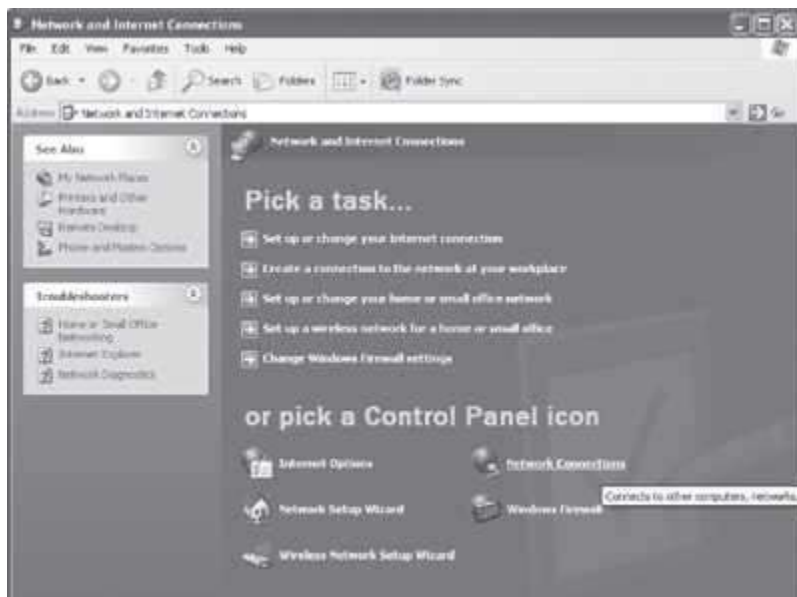 Network and Internet Connections
File Edit View Favorites Tools Help
Back Search Folders Folder Sync
Address Network and Internet Connections Go
See Also
My Network Places
Printers and Other
Hardware
Remote Desktop
Phone and Modem Options
Troubleshooters
Home or Small Office
Networking
Internet Explorer
Network Diagnostics
Network and Internet Connections
Pick a task...
Set up or change your Internet connection
Create a connection to the network at your workplace
Set up or change your home or small office network
Set up a wireless network for a home or small office
Change Windows Firewall settings
or pick a Control Panel icon
Internet Options
Network Connections
Connects to other computers, networks,
Network Setup Wizard
Windows Firewall
Wireless Network Setup Wizard